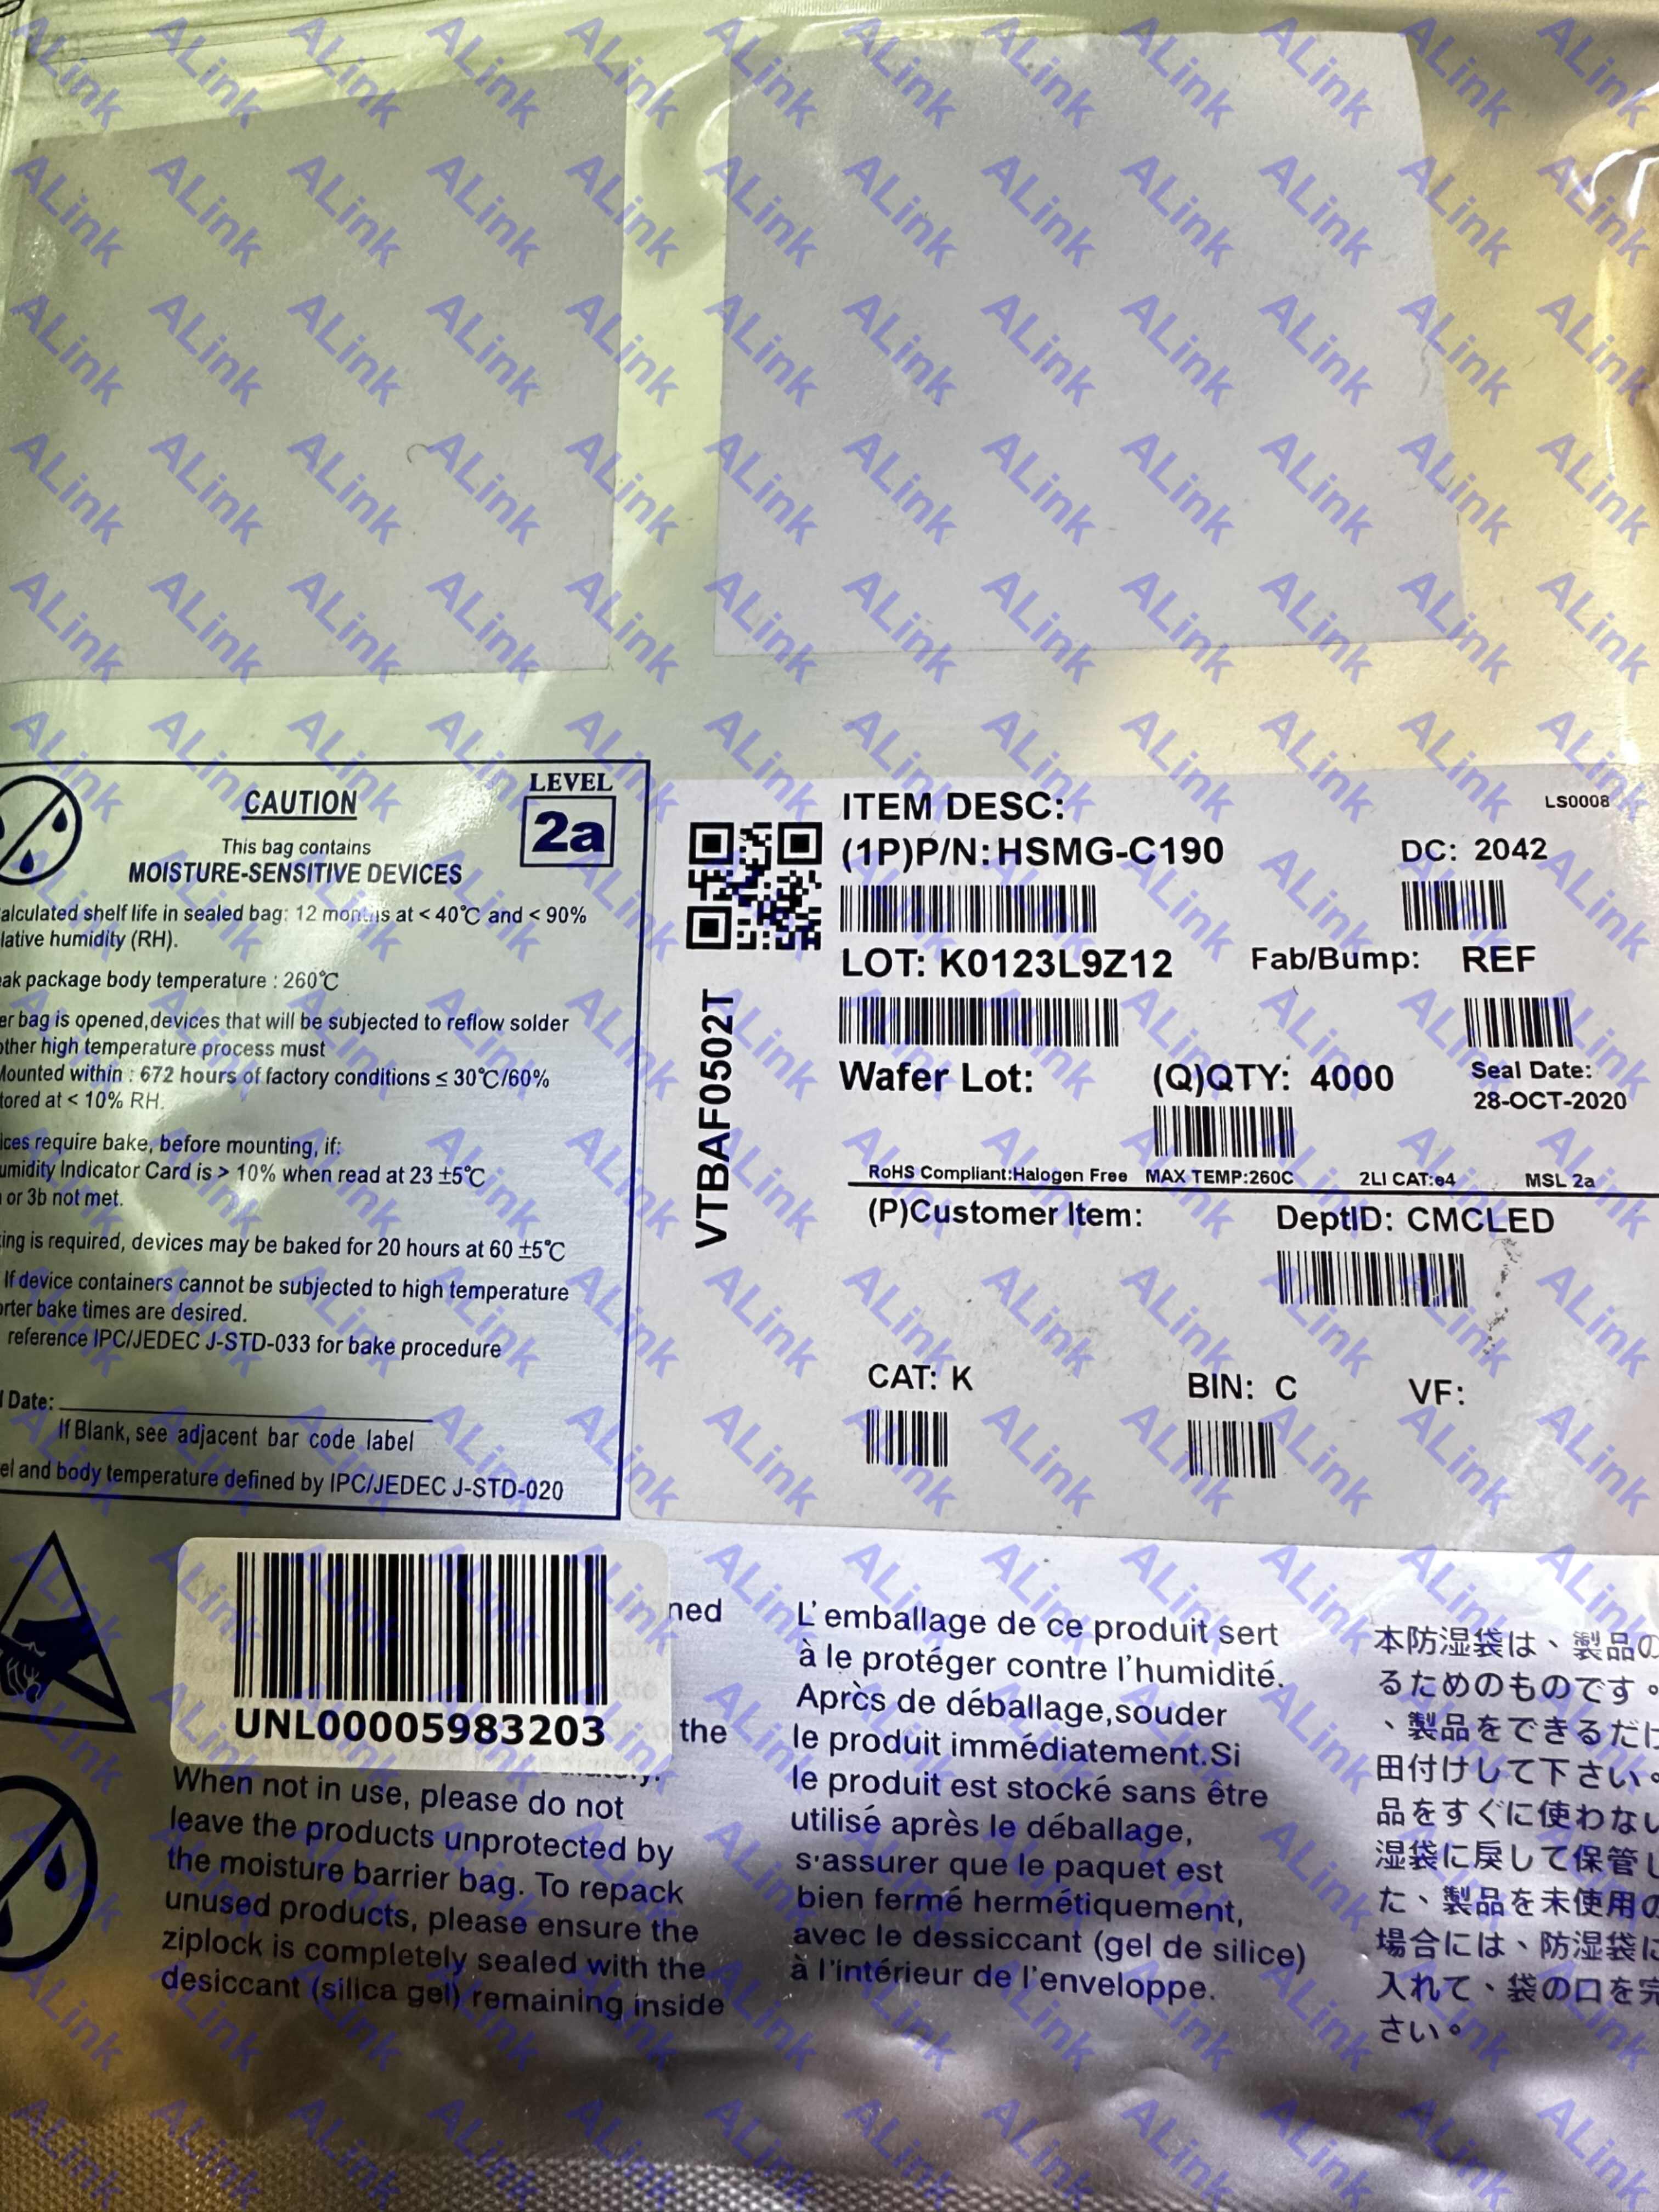 LEVEL
2a
CAUTION
This bag contains
MOISTURE-SENSITIVE DEVICES
alculated shelf life in sealed bag: 12 is at < 40℃ and < 90%
lative humidity (RH).
ak package body temperature : 260℃
er bag is opened,devices that will be subjected to reflow solder
other high temperature process must
Mounted within : 672 hours of factory conditions ≤ 30℃/60%
tored at < 10% RH.
ices require bake, before mounting, if:
umidity Indicator Card is > 10% when read at 23 ±5℃
or 3b not met.
ing is required, devices may be baked for 20 hours at 60 ±5℃
If device containers cannot be subjected to high temperature
orter bake times are desired.
reference IPC/JEDEC J-STD-033 for bake procedure
Date:
If Blank, see adjacent bar code label
el and body temperature defined by IPC/JEDEC J-STD-020
VTBAF0502T
ITEM DESC:
LS0008
(1P)P/N:HSMG-C190
DC: 2042
LOT: K0123L9Z12
Fab/Bump: REF
Wafer Lot:
(Q)QTY: 4000
Seal Date:
28-OCT-2020
RoHS Compliant:Halogen Free MAX TEMP:260C 2LI CAT:e4 MSL 2a
(P)Customer Item:
DeptID: CMCLED
CAT: K
BIN: C
VF:
UNL00005983203
ned
the
When not in use, please do not
leave the products unprotected by
the moisture barrier bag. To repack
unused products, please ensure the
ziplock is completely sealed with the
desiccant (silica gel) remaining inside
L'emballage de ce produit sert
à le protéger contre l'humidité.
Après de déballage,souder
le produit immédiatement.Si
le produit est stocké sans être
utilisé après le déballage,
s'assurer que le paquet est
bien fermé hermétiquement,
avec le dessiccant (gel de silice)
à l'intérieur de l'enveloppe.
本防湿袋は、製品の
るためのものです。
、製品をできるだけ
田付けして下さい。
品をすぐに使わない
湿袋に戻して保管し
た、製品を未使用の
場合には、防湿袋に
入れて、袋の口を完
さい。
ALink